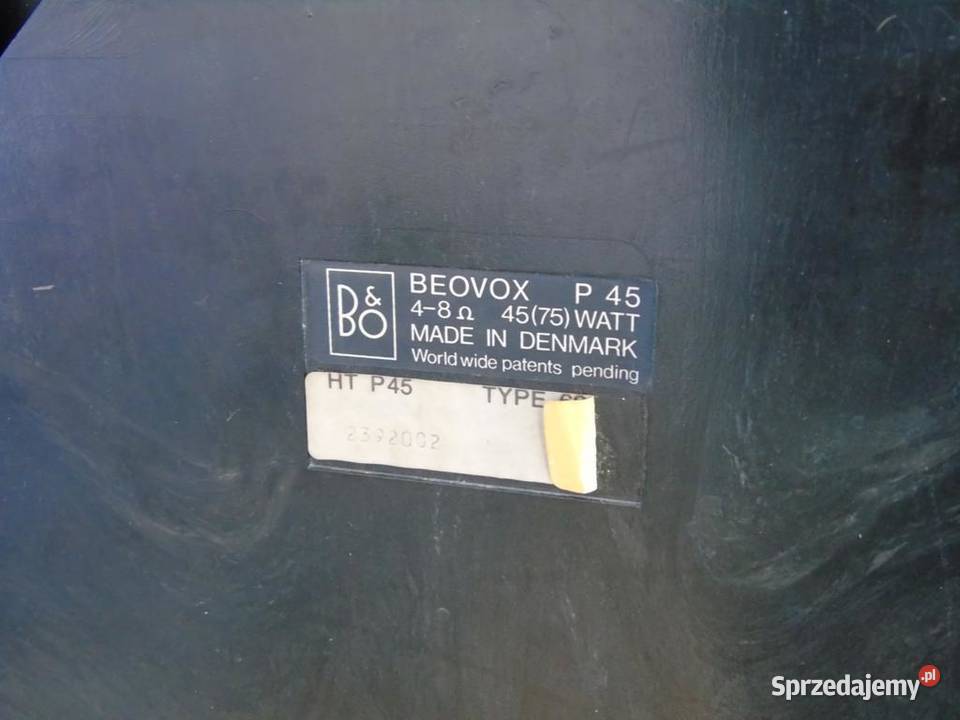 B&O
BEOVOX P 45
4-8 Ω 45(75) WATT
MADE IN DENMARK
World wide patents pending
HT P45 TYPE
2392002
Sprzedajemy.pl